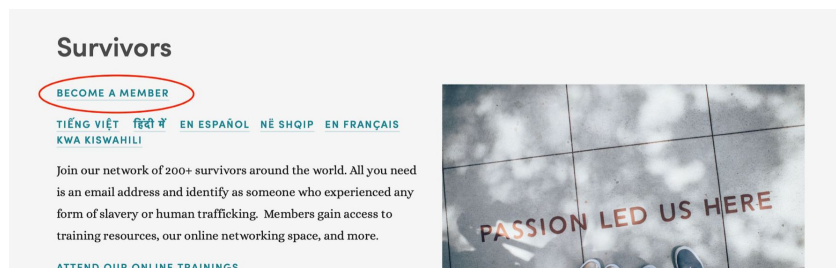 Survivors
BECOME A MEMBER
TIẾNG VIỆT हिंदी में EN ESPAÑOL NË SHQIP EN FRANÇAIS
KWA KISWAHILI
Join our network of 200+ survivors around the world. All you need
is an email address and identify as someone who experienced any
form of slavery or human trafficking. Members gain access to
training resources, our online networking space, and more.
ATTEND OUR ONLINE TRAININGS
PASSION LED US HERE